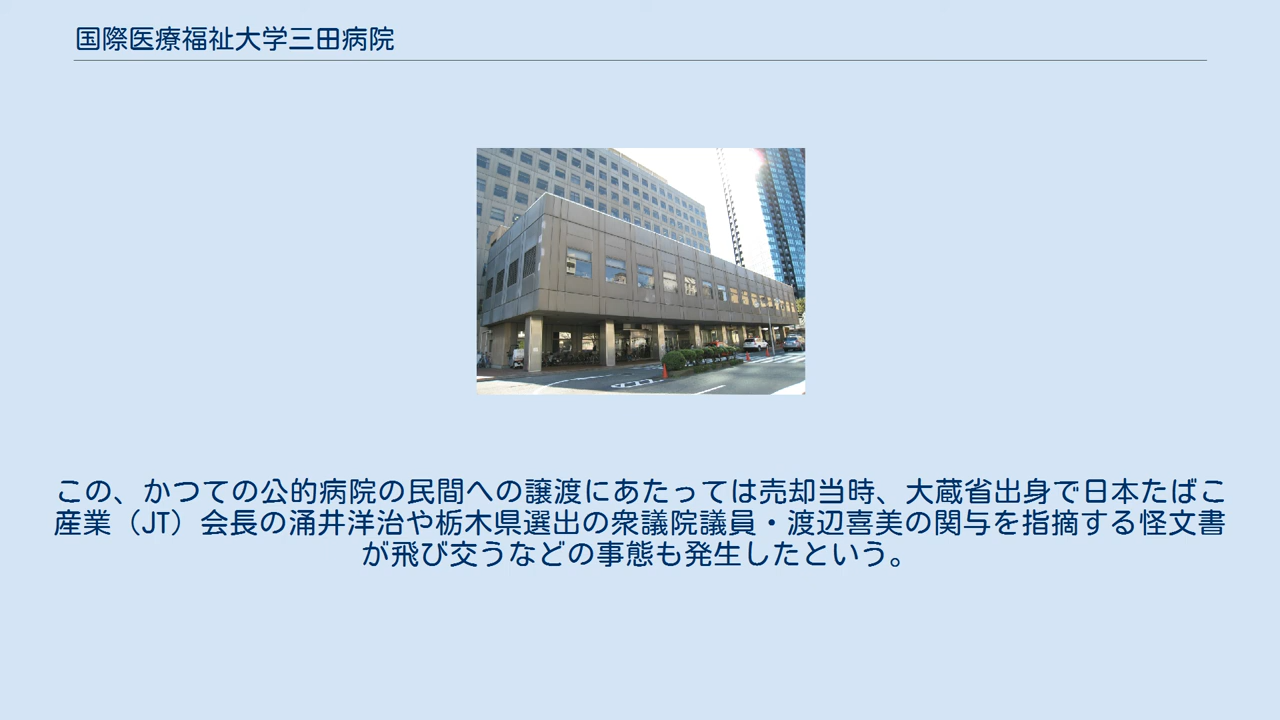 国際医療福祉大学三田病院
この、かつての公的病院の民間への譲渡にあたっては売却当時、大蔵省出身で日本たばこ
産業（JT）会長の涌井洋治や栃木県選出の衆議院議員・渡辺喜美の関与を指摘する怪文書
が飛び交うなどの事態も発生したという。